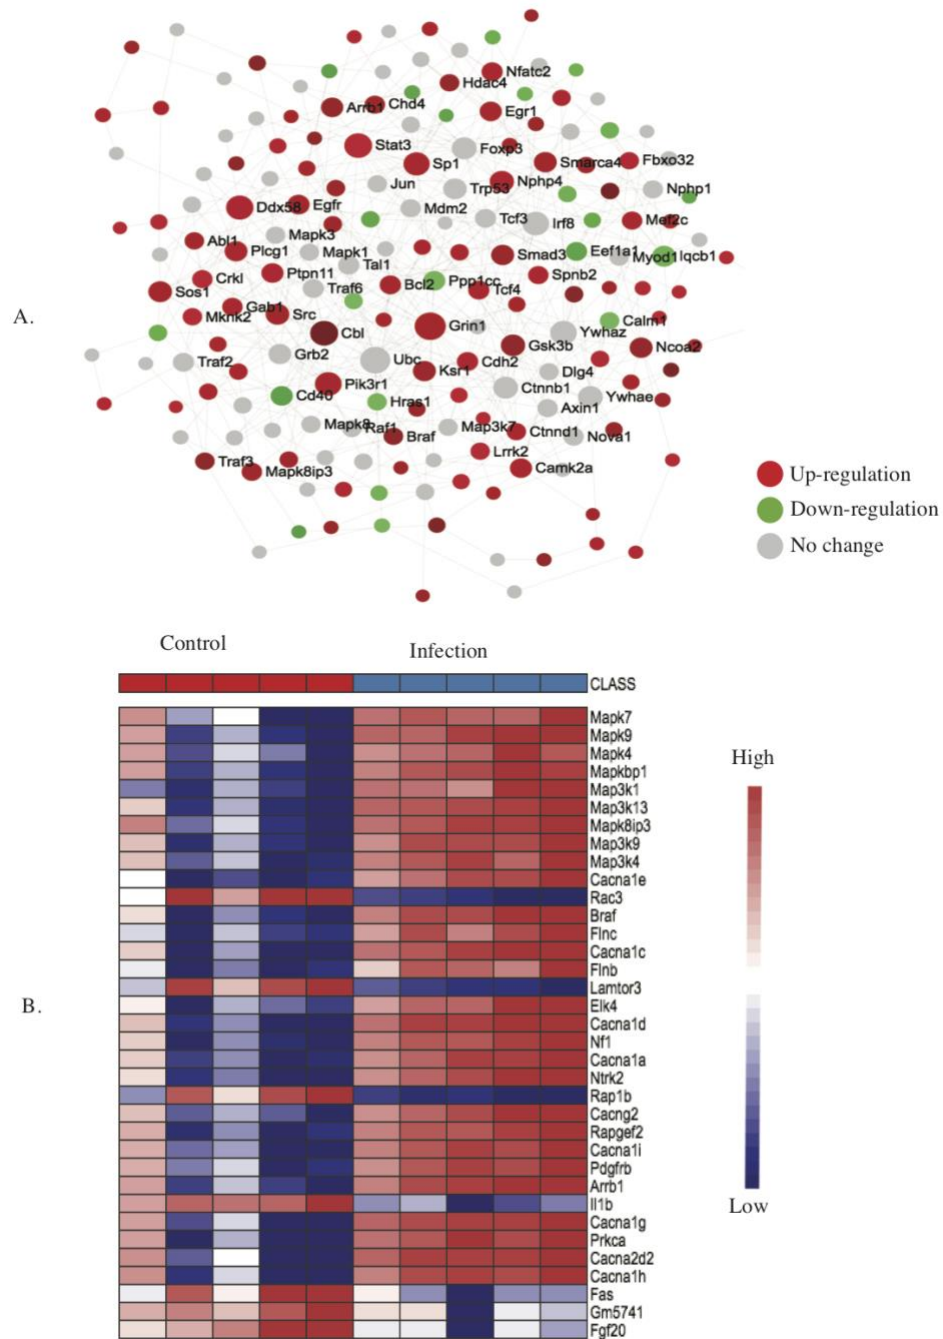 Nfatc2
Hdac4
Arrb1 Chd4
Egr1
Stat3 Foxp3
Sp1 Smarca4 Fbxo32
Jun Trp53 Nphp4 Nphp1
Ddx58 Egfr Mdm2 Tcf3 Irf8 Mef2c
Abl1 Mapk3
Plcg1 Mapk1 Smad3 Eef1a1 Myod1 Iqcb1
Crkl Ptpn11 Tal1 Spnb2
Sos1 Traf6 Bcl2 Ppp1cc Tcf4
Mknk2 Gab1 Src
A.
Cbl Grin1 Ywhaz Calm1
Traf2 Grb2 Ubc Gsk3b Ncoa2
Pik3r1 Ksr1 Cdh2 Dlg4
Cd40 Hras1 Ctnnb1 Ywhae
Axin1
Mapk8 Raf1 Braf Map3k7 Ctnnd1 Nova1
Traf3 Lrrk2
Mapk8ip3 Camk2a
Up-regulation
Down-regulation
No change
Control
Infection
CLASS
Mapk7
Mapk9
Mapk4
Mapkbp1
Map3k1
Map3k13
Mapk8ip3
Map3k9
Map3k4
Cacna1e
Rac3
Braf
Flnc
Cacna1c
Flnb
Lamtor3
Elk4
Cacna1d
Nf1
Cacna1a
Ntrk2
Rap1b
Cacng2
Rapgef2
Cacna1i
Pdgfrb
Arrb1
Il1b
Cacna1g
Prkca
Cacna2d2
Cacna1h
Fas
Gm5741
Fgf20
B.
High
Low